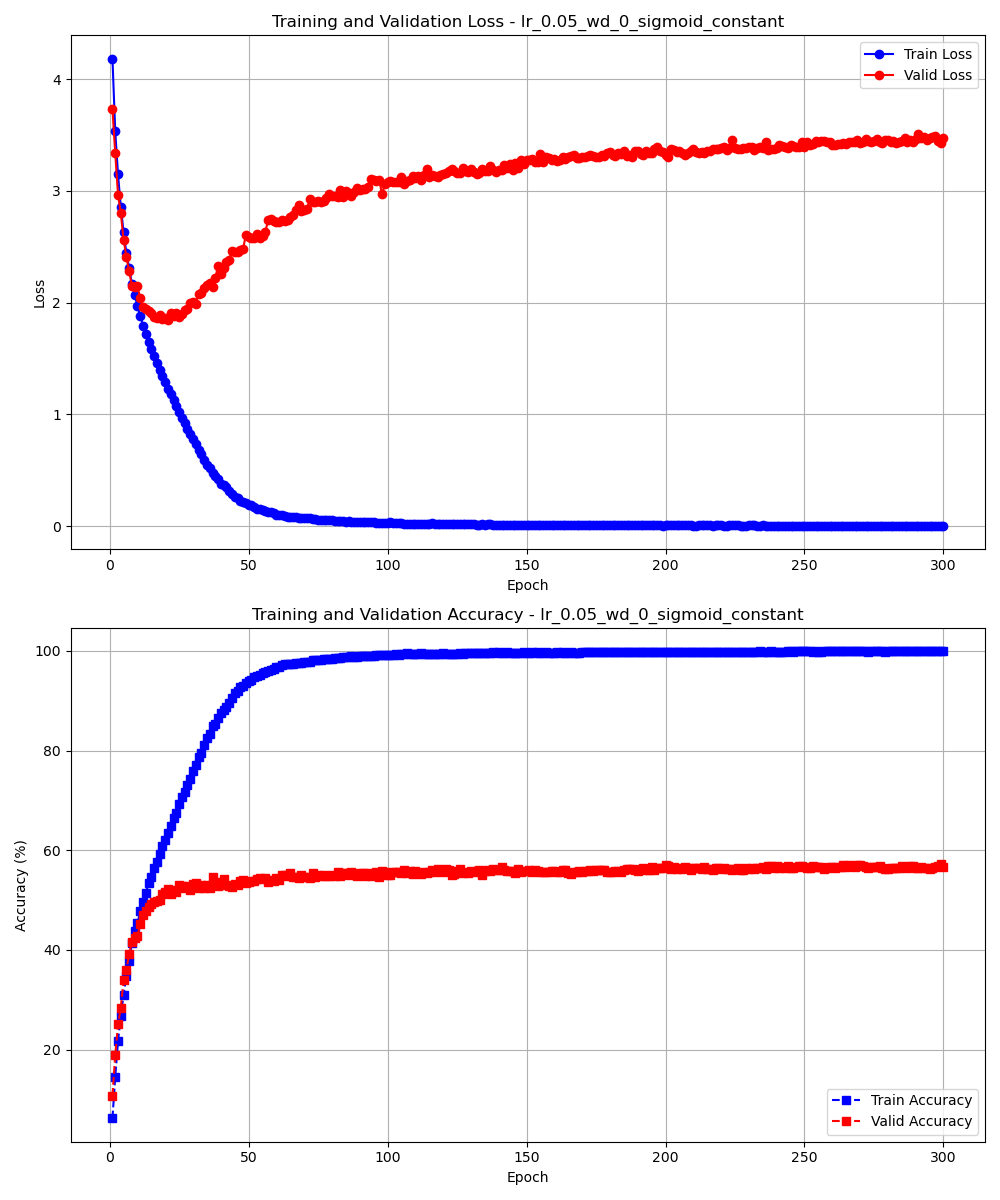 Training and Validation Loss - lr_0.05_wd_0_sigmoid_constant
Train Loss
Valid Loss
Loss
4
3
2
1
0
0 50 100 150 200 250 300
Epoch
Training and Validation Accuracy - lr_0.05_wd_0_sigmoid_constant
Accuracy (%)
100
80
60
40
20
Train Accuracy
Valid Accuracy
0 50 100 150 200 250 300
Epoch